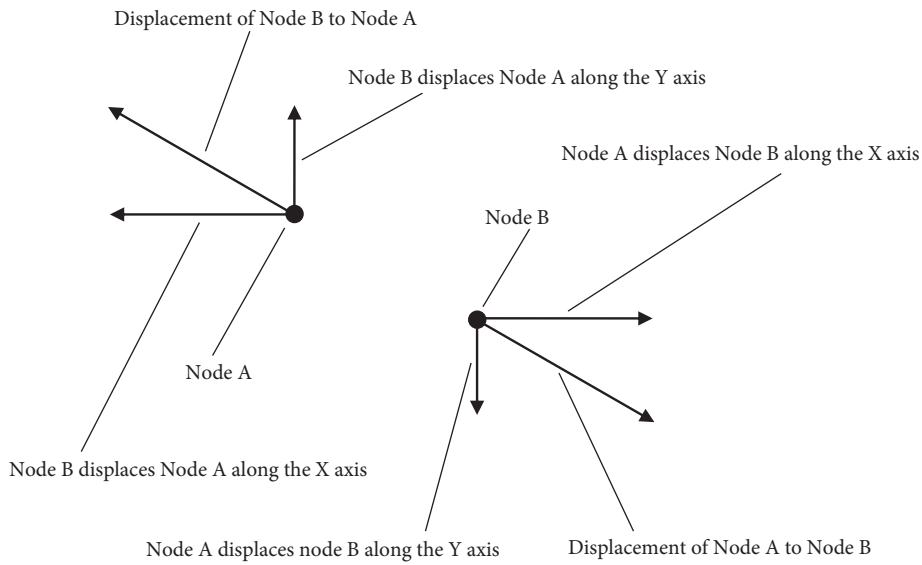 Displacement of Node B to Node A
Node B displaces Node A along the Y axis
Node A displaces Node B along the X axis
Node B
Node A
Node B displaces Node A along the X axis
Node A displaces node B along the Y axis
Displacement of Node A to Node B